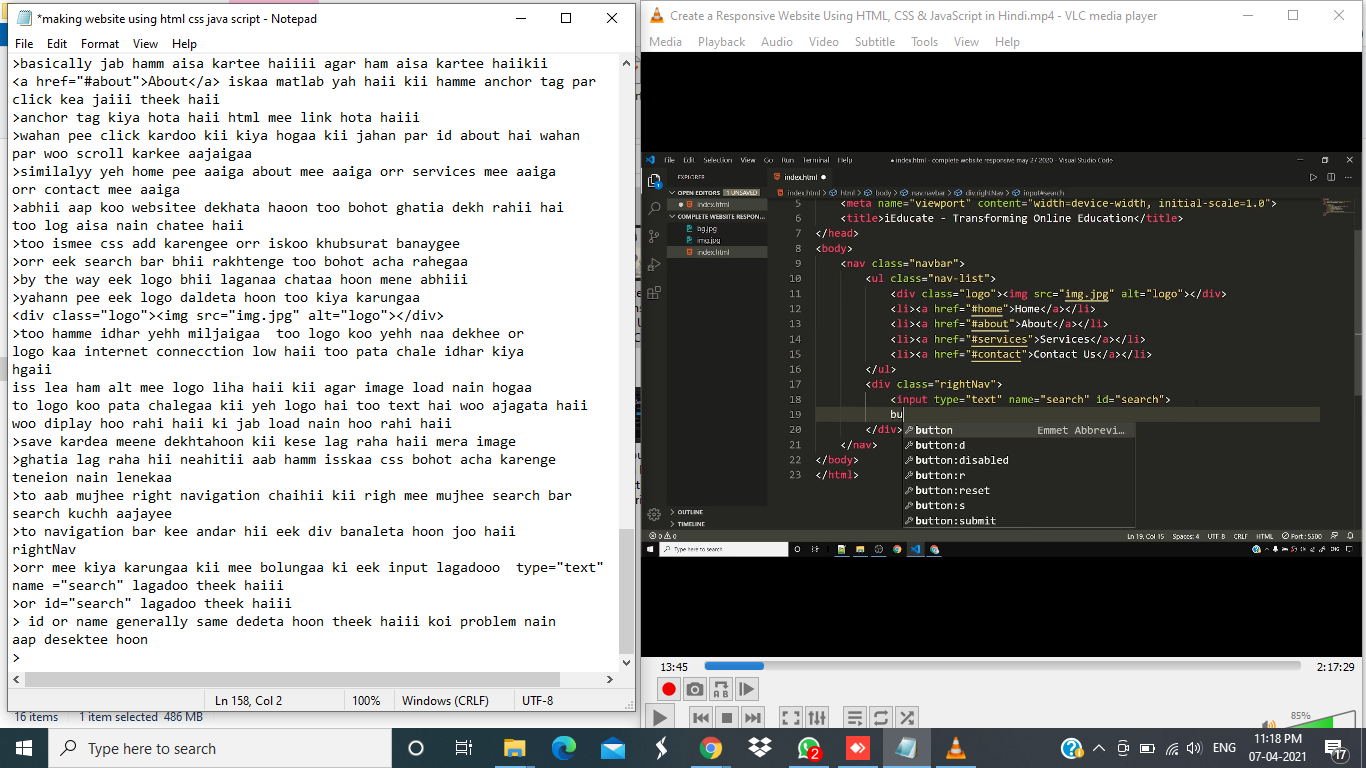 *making website using html css java script - Notepad
File Edit Format View Help
>basically jab hamm aisa kartee haiiii agar ham aisa kartee haiikii
<a href="#about">About</a> iskaa matlab yah haii kii hamme anchor tag par
click kea jaiii theek haii
>anchor tag kiya hota haii html mee link hota haiii
>wahan pee click kardoo kii kiya hogaa kii jahan par id about hai wahan
par woo scroll karkee aajaigaa
>similalyy yeh home pee aaiga about mee aaiga orr services mee aaiga
orr contact mee aaiga
>abhii aap koo websitee dekhata hooon too bohot ghatia dekh rahii hai
too log aisa nain chatee haii
>too ismee css add karengee orr iskoo khubsurat banaygee
>orr eek search bar bhii rakhtenge too bohot acha rahegaa
>by the way eek logo bhii laganaa chataa hoon mene abhiii
>yahann pee eek logo daldeta hoon too kiya karungaa
<div class="logo"><img src="img.jpg" alt="logo"></div>
>too hamme idhar yehh miljaigaa  too logo koo yehh naa dekhee or
logo kaa internet connecction low haii too pata chale idhar kiya
hgaii
iss lea ham alt mee logo liha haii kii agar image load nain hogaa
to logo koo pata chalegaa kii yeh logo hai too text hai woo ajagata haii
woo diplay hoo rahi haii ki jab load nain hoo rahi haii
>save kardea meene dekhtahoon kii kese lag raha haii mera image
>ghatia lag raha hii neahitii aab hamm isskaa css bohot acha karenge
teneion nain lenekaa
>to aab mujhee right navigation chaihii kii righ mee mujhee search bar
search kuchh aajayee
>to navigation bar kee andar hii eek div banaleta hoon joo haii
rightNav
>orr mee kiya karungaa kii mee bolungaa ki eek input lagadooo  type="text"
name ="search" lagadoo theek haiii
>or id="search" lagadoo theek haiii
> id or name generally same dedeta hoon theek haiii koi problem nain
aap desektee hoon
>
Ln 158, Col 2 100% Windows (CRLF) UTF-8
16 items 1 item selected 486 MB
Create a Responsive Website Using HTML, CSS & JavaScript in Hindi.mp4 - VLC media player
Media Playback Audio Video Subtitle Tools View Help
File Edit Selection View Go Run Terminal Help
● index.html - complete website responsive may 27 2020 - Visual Studio Code
EXPLORER
OPEN EDITORS 1 UNSAVED
index.html
COMPLETE WEBSITE RESPON...
bg.jpg
img.jpg
index.html
OUTLINE
TIMELINE
index.html
index.html > html > body > nav.navbar > div.rightNav > input#search
5 <meta name="viewport" content="width=device-width, initial-scale=1.0">
6 <title>iEducate - Transforming Online Education</title>
7 </head>
8 <body>
9 <nav class="navbar">
10 <ul class="nav-list">
11 <div class="logo"><img src="img.jpg" alt="logo"></div>
12 <li><a href="#home">Home</a></li>
13 <li><a href="#about">About</a></li>
14 <li><a href="#services">Services</a></li>
15 <li><a href="#contact">Contact Us</a></li>
16 </ul>
17 <div class="rightNav">
18 <input type="text" name="search" id="search">
19 bu
20 </div>
21 </nav>
22 </body>
23 </html>
button Emmet Abbrevi...
button:d
button:disabled
button:r
button:reset
button:s
button:submit
0 0 Ln 19, Col 15 Spaces: 4 UTF-8 CRLF HTML Port : 5500
Type here to search ENG
13:45 2:17:29
85%
Type here to search
2
ENG
11:18 PM
07-04-2021
17